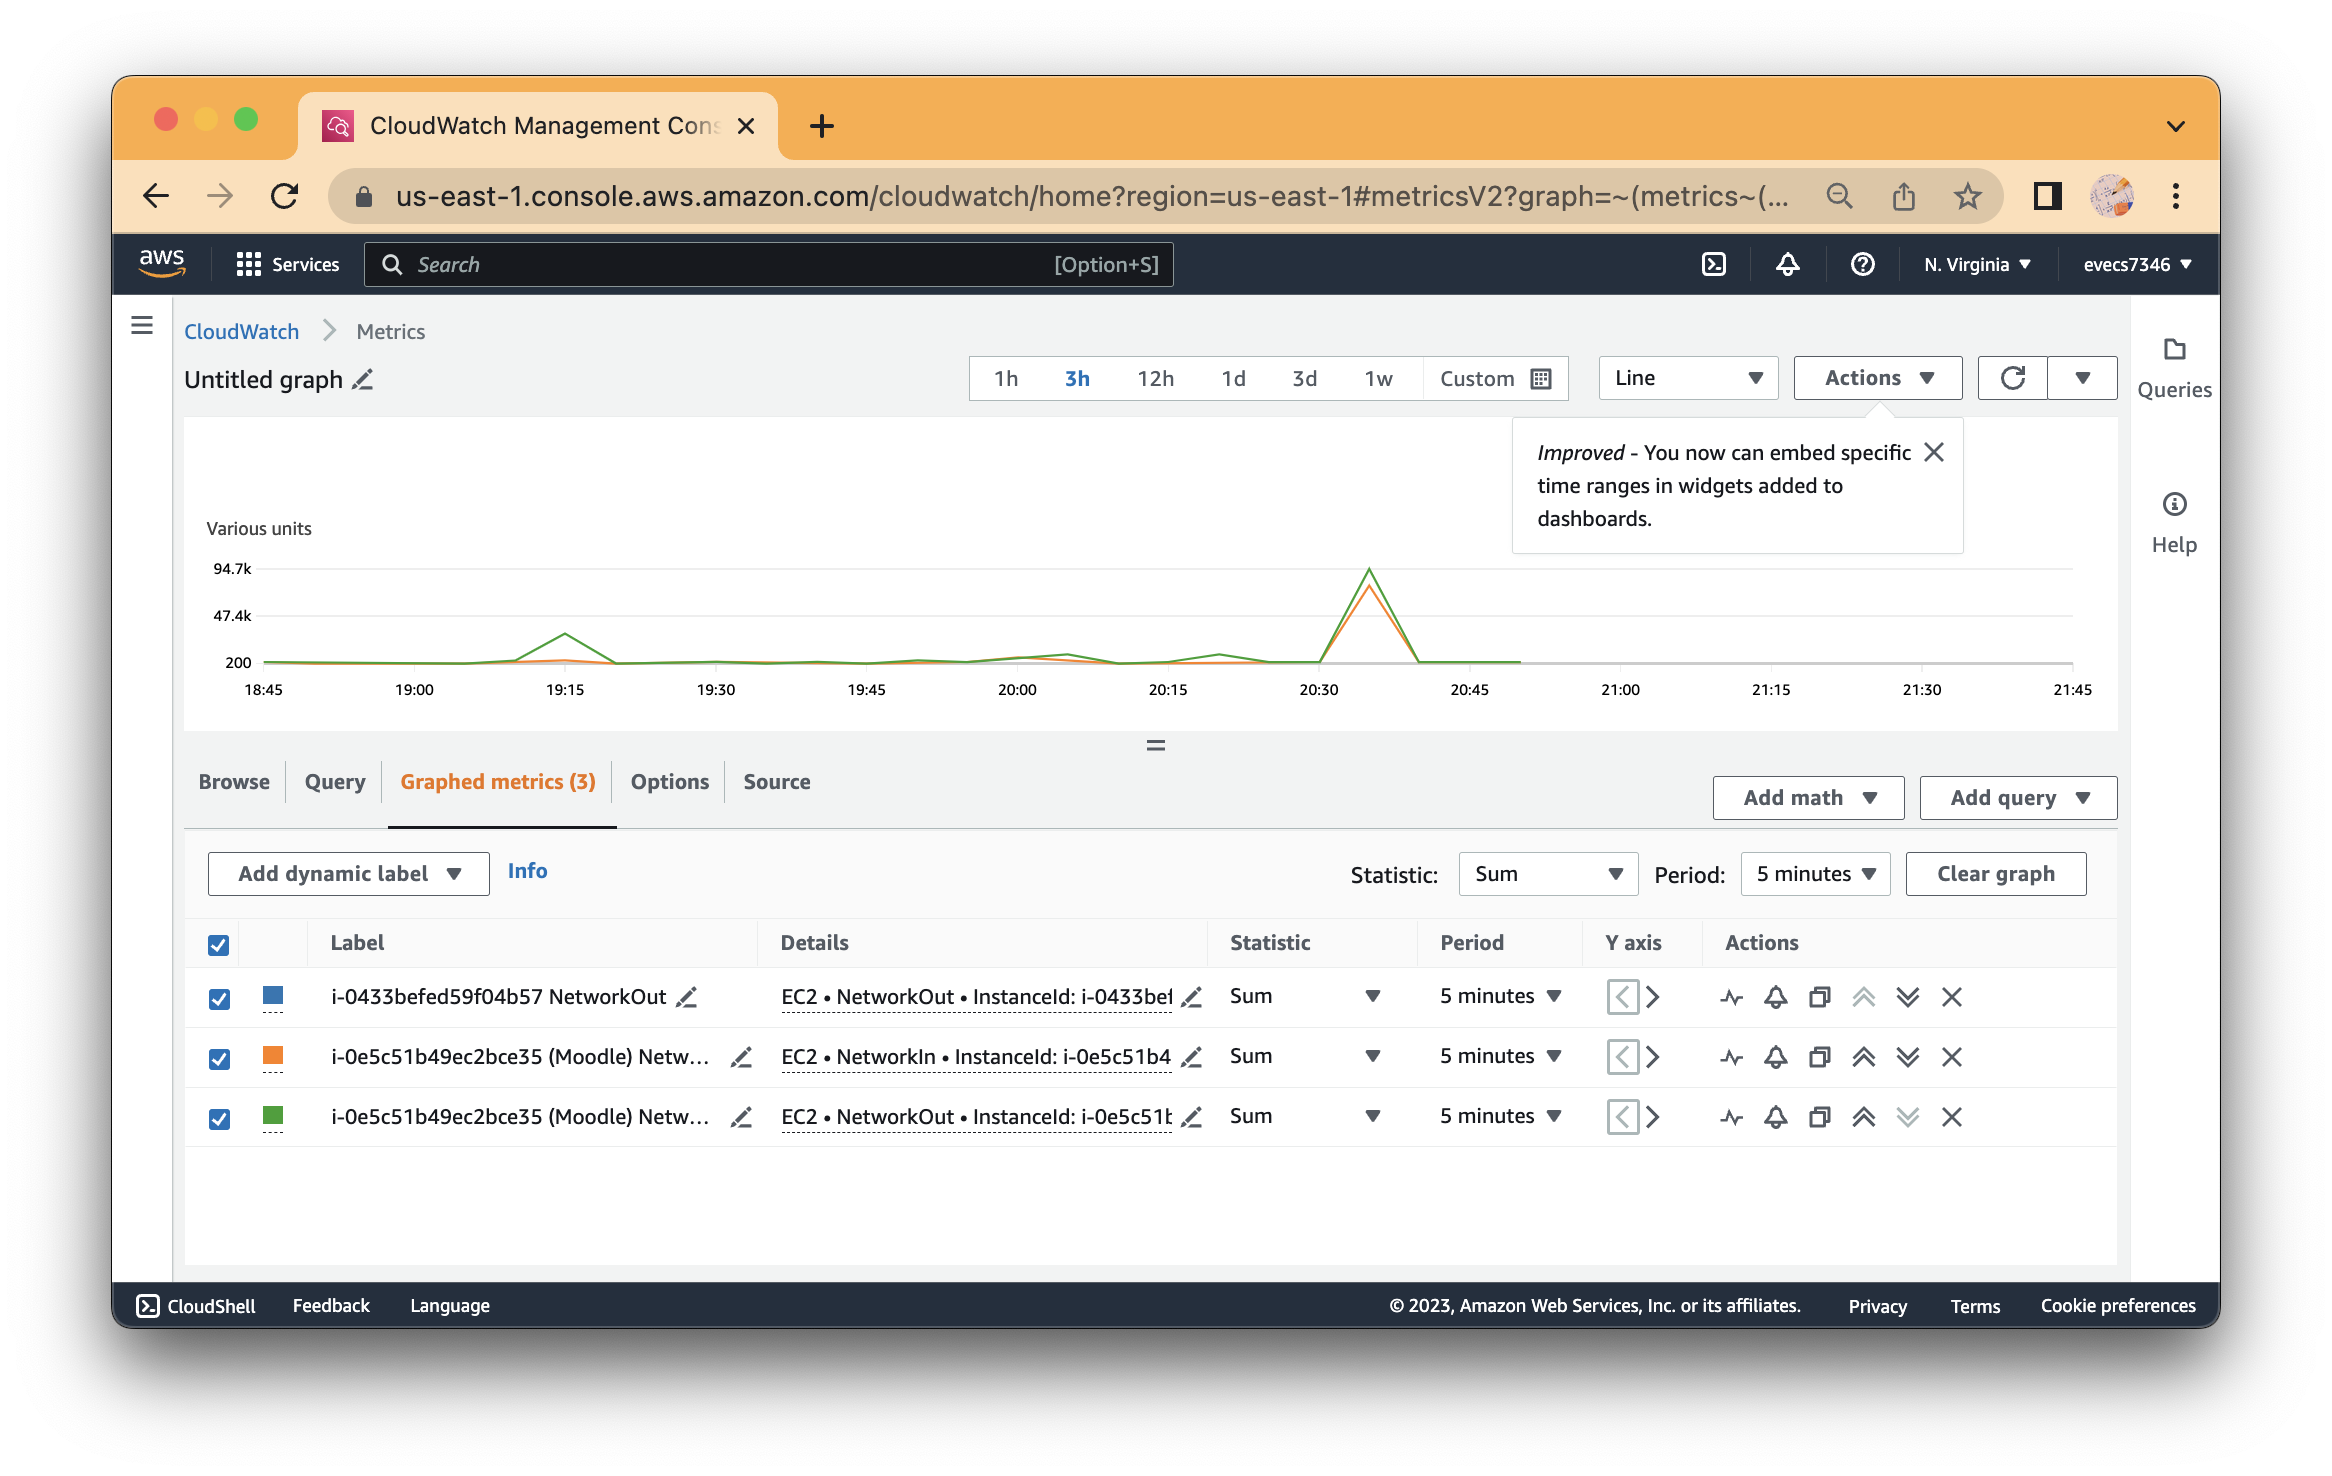 CloudWatch Management Cons
us-east-1.console.aws.amazon.com/cloudwatch/home?region=us-east-1#metricsV2?graph=~(metrics~(...
aws Services Search [Option+S] N. Virginia evecs7346
CloudWatch Metrics
Untitled graph 1h 3h 12h 1d 3d 1w Custom Line Actions
Queries
Help
Improved - You now can embed specific
time ranges in widgets added to
dashboards.
Various units
94.7k
47.4k
200
18:45 19:00 19:15 19:30 19:45 20:00 20:15 20:30 20:45 21:00 21:15 21:30 21:45
Browse Query Graphed metrics (3) Options Source Add math Add query
Add dynamic label Info Statistic: Sum Period: 5 minutes Clear graph
Label Details Statistic Period Y axis Actions
i-0433befed59f04b57 NetworkOut EC2 • NetworkOut • InstanceId: i-0433bef Sum 5 minutes
i-0e5c51b49ec2bce35 (Moodle) Netw... EC2 • NetworkIn • InstanceId: i-0e5c51b4 Sum 5 minutes
i-0e5c51b49ec2bce35 (Moodle) Netw... EC2 • NetworkOut • InstanceId: i-0e5c51b Sum 5 minutes
CloudShell Feedback Language © 2023, Amazon Web Services, Inc. or its affiliates. Privacy Terms Cookie preferences